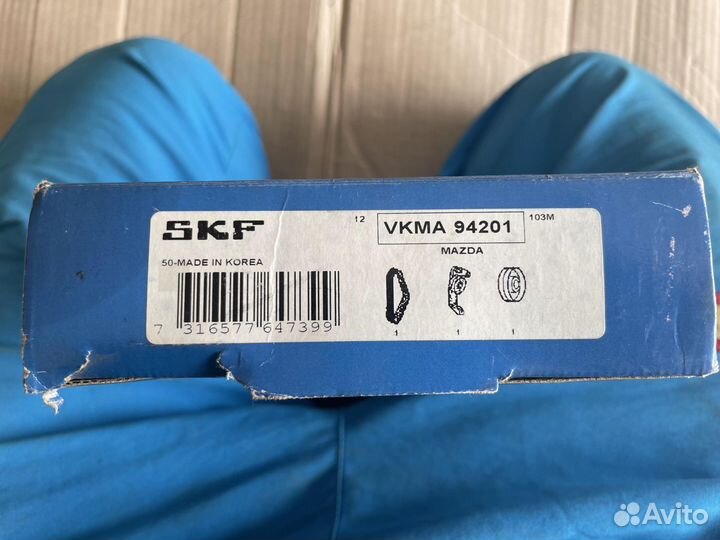 SKF
12
VKMA 94201
103M
50-MADE IN KOREA
MAZDA
7 316577 647399
1 1 1
Avito